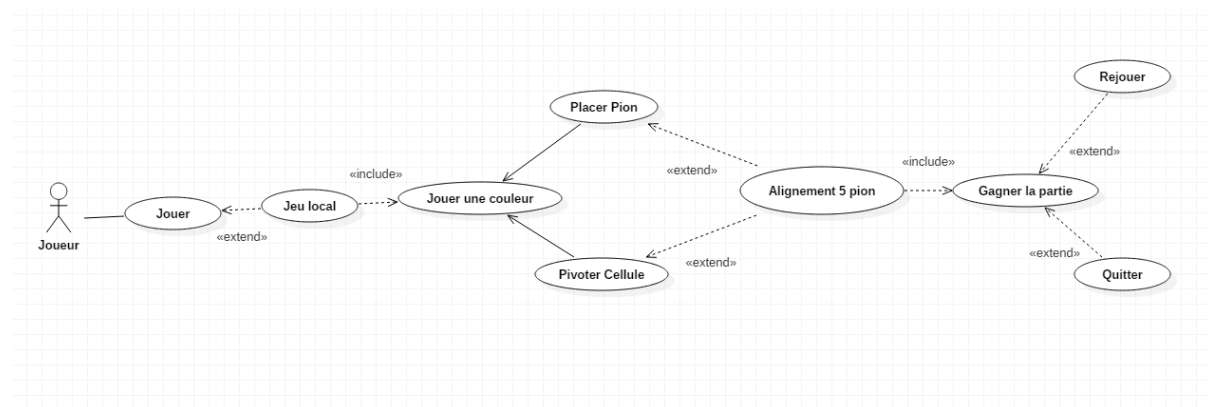 Rejouer
Placer Pion
«extend»
«include»
«extend»
«include»
Alignement 5 pion
Gagner la partie
Jouer une couleur
Jeu local
Jouer
«extend»
Joueur
«extend»
«extend»
Pivoter Cellule
Quitter